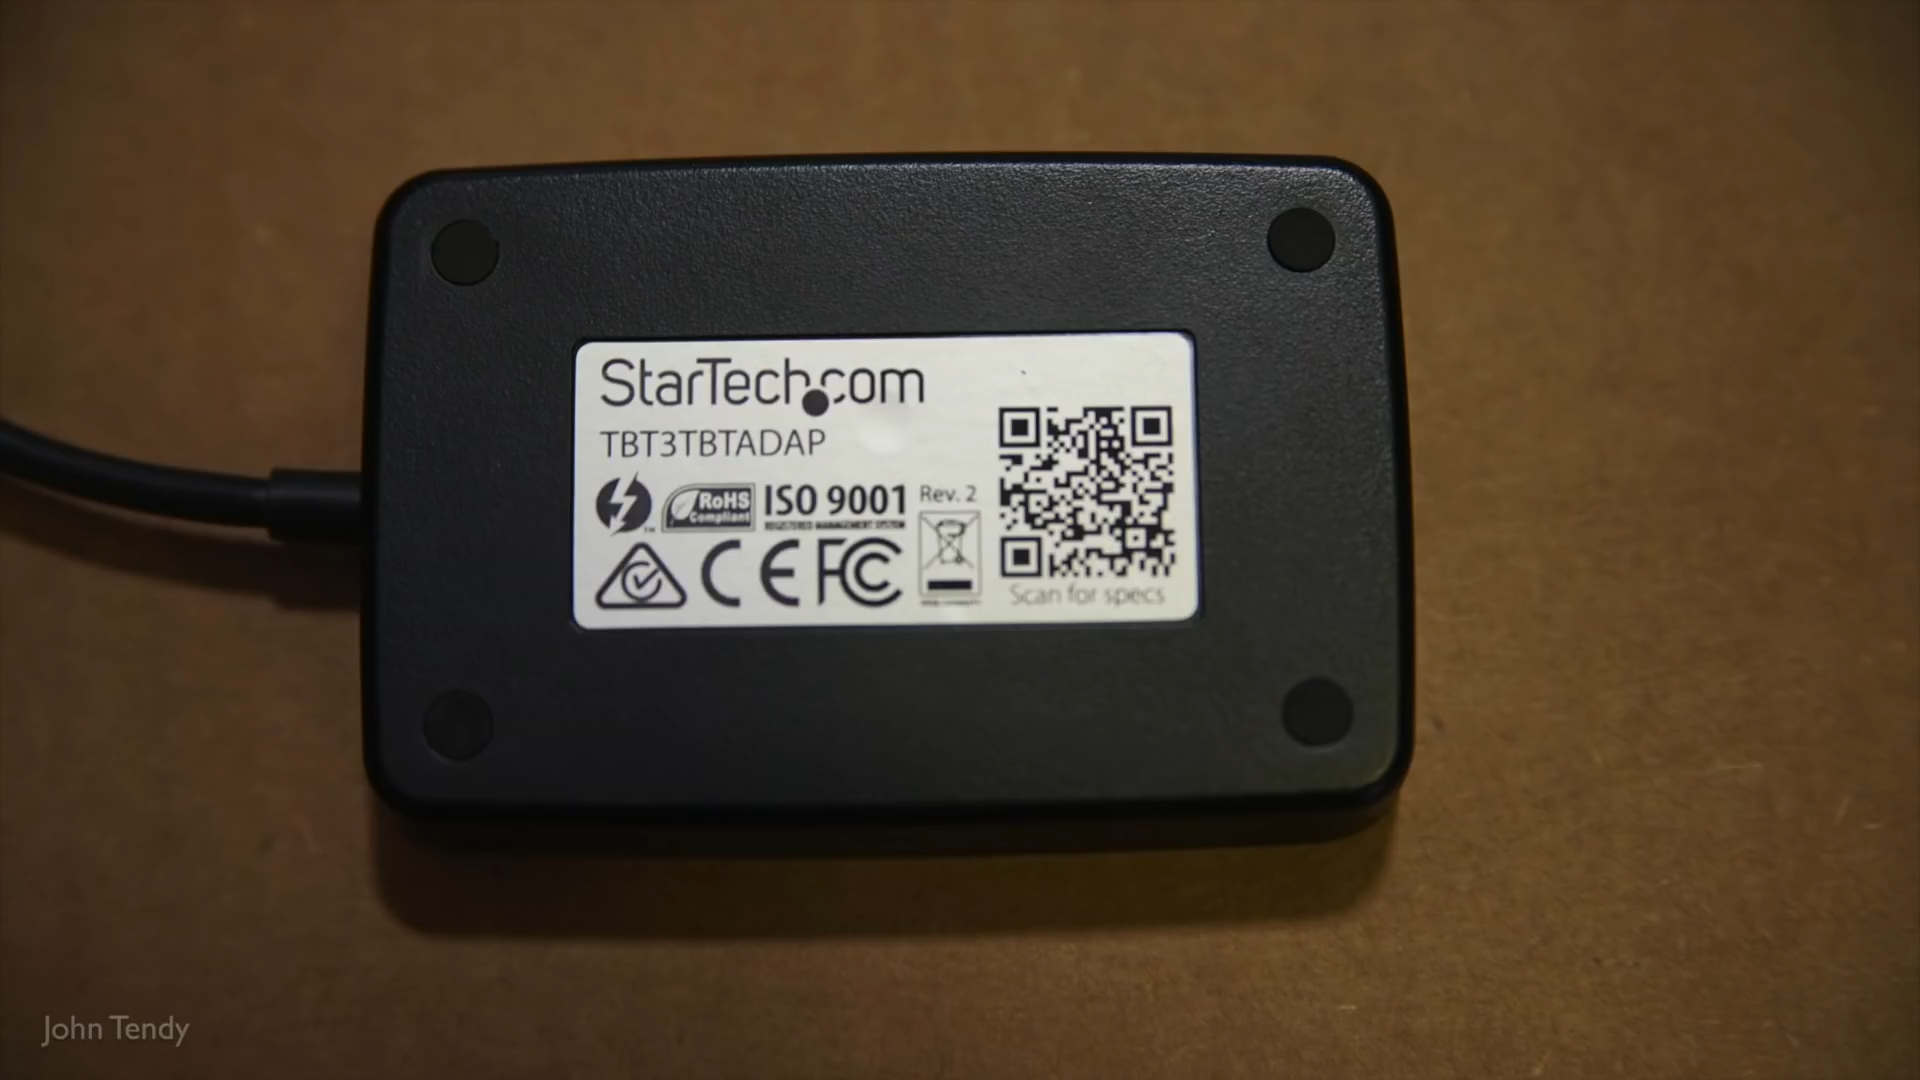 StarTech.com
TBT3TBTADAP
RoHS
Compliant
ISO 9001
REGISTERED MANAGEMENT SYSTEM
Rev. 2
CE FC
Scan for specs
John Tendy